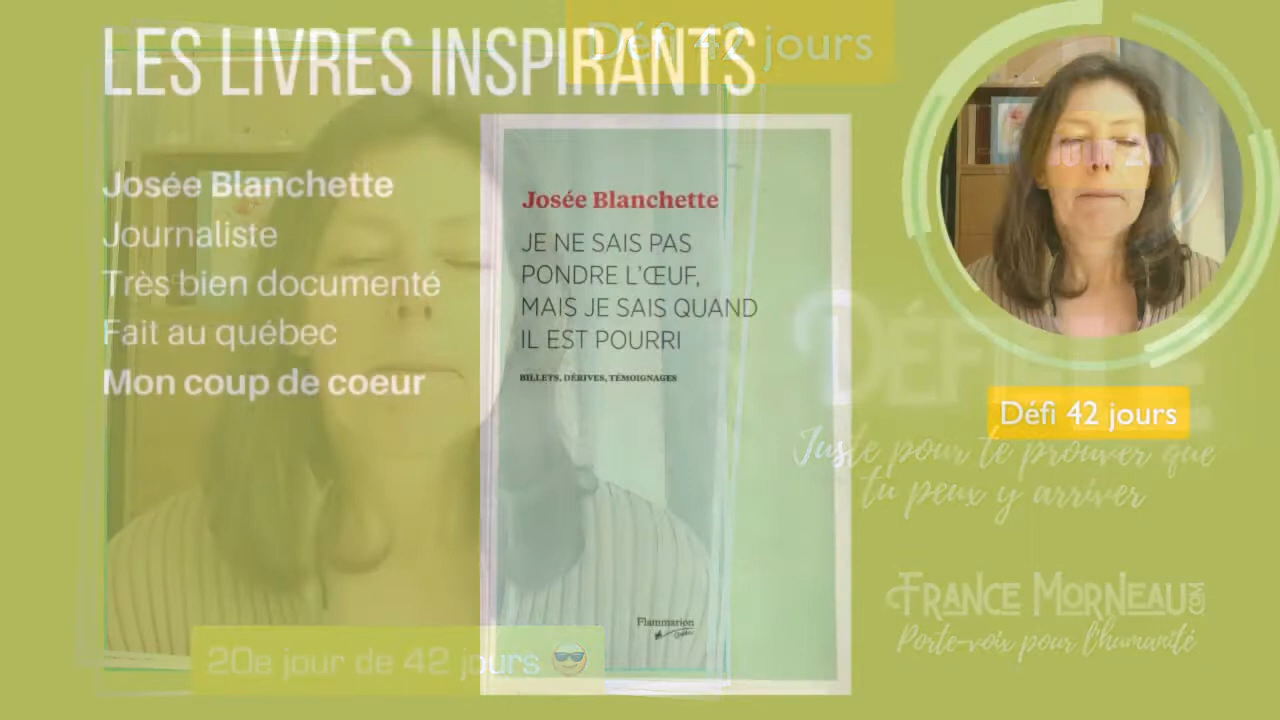 LES LIVRES INSPIRANTS
Défi 42 jours
Josée Blanchette
Journaliste
Très bien documenté
Fait au québec
Mon coup de coeur
Josée Blanchette
JE NE SAIS PAS
PONDRE L'ŒUF,
MAIS JE SAIS QUAND
IL EST POURRI
BILLETS, DÉRIVES, TÉMOIGNAGES
Flammarion
Québec
Défi 42 jours
Juste pour te prouver que
tu peux y arriver
FRANCE MORNEAU.COM
Porte-voix pour l'humanité
20e jour de 42 jours 😎